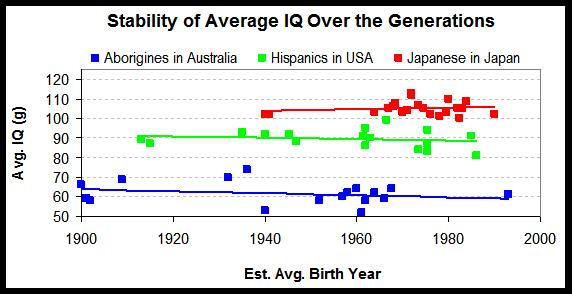 Stability of Average IQ Over the Generations
Aborigines in Australia Hispanics in USA Japanese in Japan
Avg. IQ (g)
120
110
100
90
80
70
60
50
1900 1920 1940 1960 1980 2000
Est. Avg. Birth Year